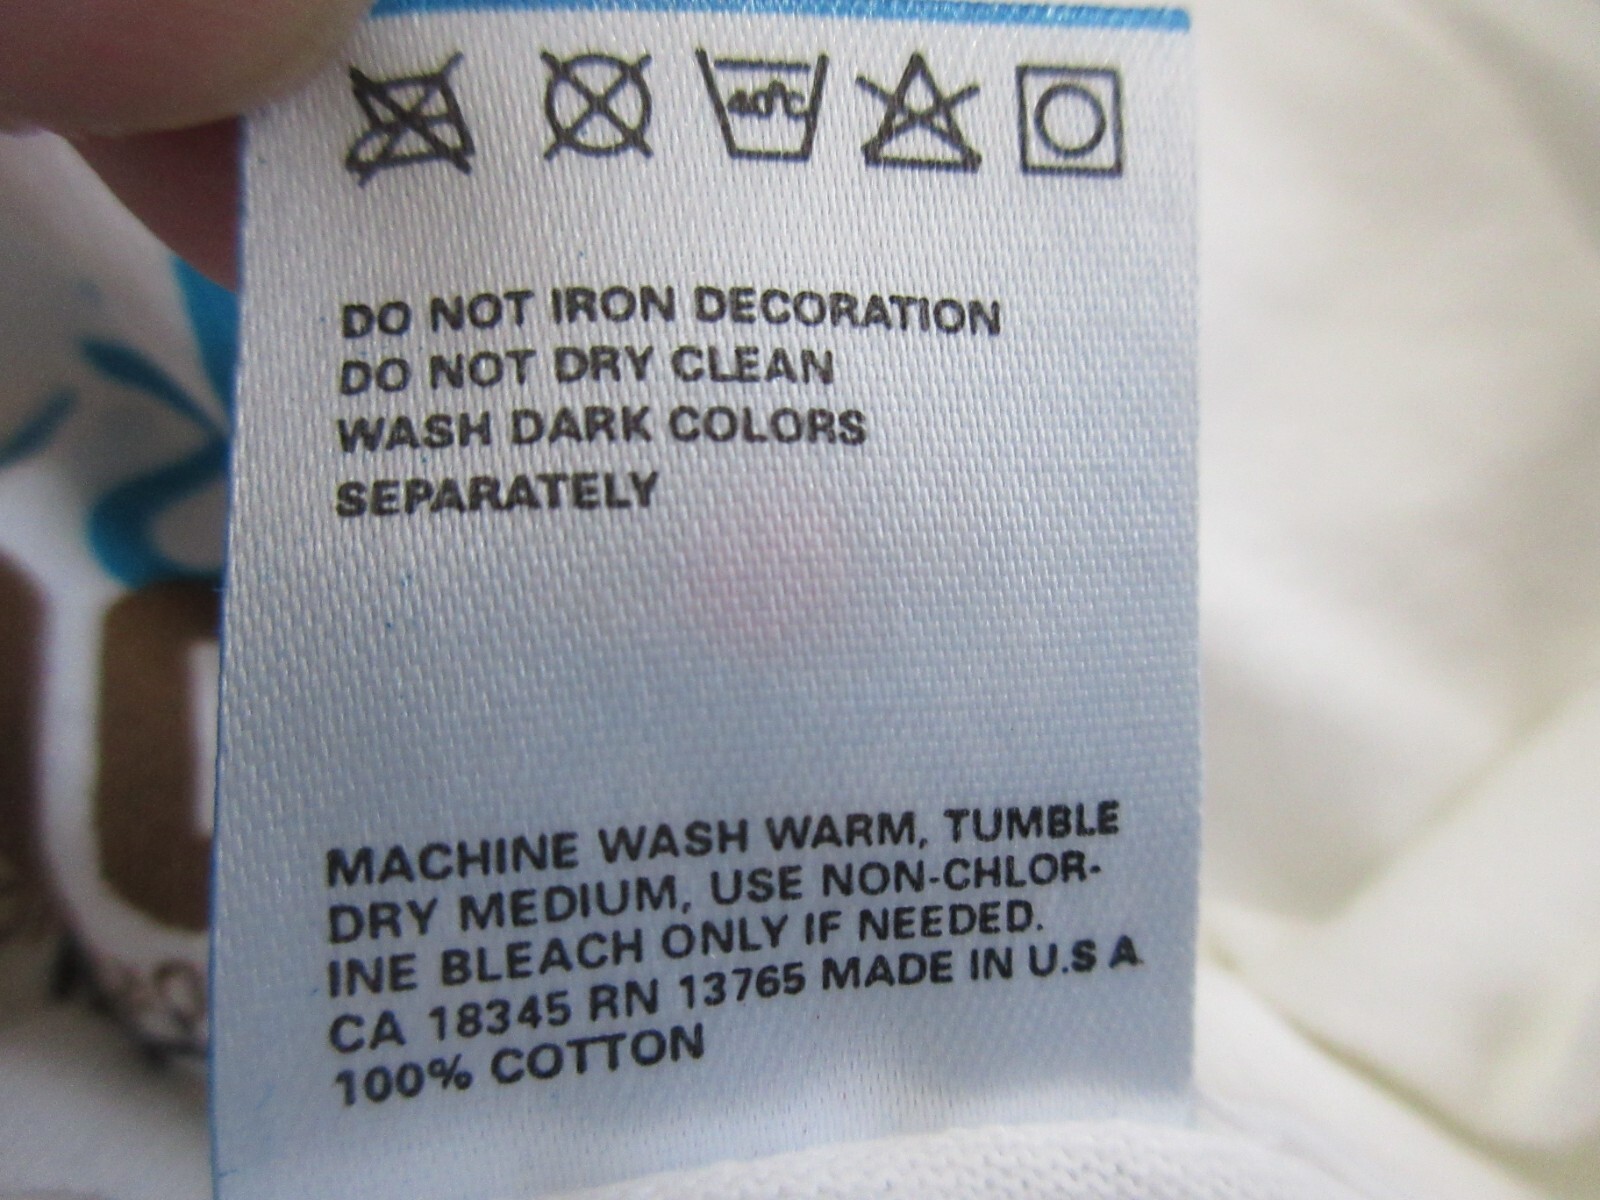 40°C
DO NOT IRON DECORATION
DO NOT DRY CLEAN
WASH DARK COLORS
SEPARATELY
MACHINE WASH WARM, TUMBLE
DRY MEDIUM, USE NON-CHLOR-
INE BLEACH ONLY IF NEEDED.
CA 18345 RN 13765 MADE IN U.S A.
100% COTTON